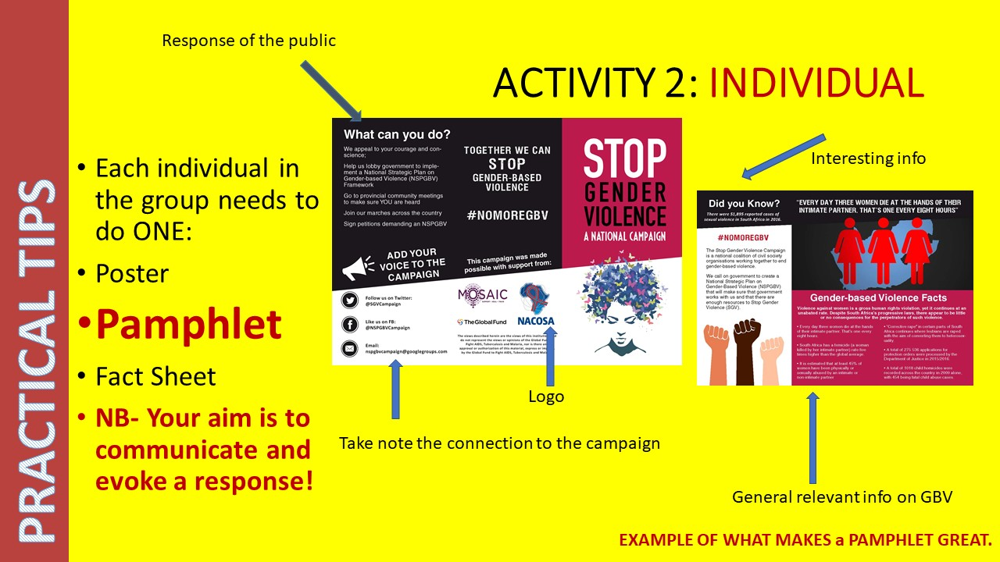 PRACTICAL TIPS
Response of the public
ACTIVITY 2: INDIVIDUAL
• Each individual in
the group needs to
do ONE:
• Poster
• Pamphlet
• Fact Sheet
• NB- Your aim is to
communicate and
evoke a response!
What can you do?
We appeal to your courage and con-
science;
Help us lobby government to imple-
ment a National Strategic Plan on
Gender-based Violence (NSPGBV)
Framework
Go to provincial community meetings
to make sure YOU are heard
Join our marches across the country
Sign petitions demanding an NSPGBV
ADD YOUR
VOICE TO THE
CAMPAIGN
Follow us on Twitter:
@SGVCampaign
Like us on FB:
@NSPGBVCampaign
Email:
nspgbvcampaign@googlegroups.com
TOGETHER WE CAN
STOP
GENDER-BASED
VIOLENCE
#NOMOREGBV
This campaign was made
possible with support from:
MOSAIC
TheGlobalFund
NACOSA
The views described herein are the views of this
do not represent the views or opinions of the Global
to Fight AIDS, Tuberculosis and Malaria, nor is there
approval or authorisation of this material, express or
by the Global Fund to Fight AIDS, Tuberculosis and
STOP
GENDER
VIOLENCE
A NATIONAL CAMPAIGN
Interesting info
Did you Know?
There were 51,895 reported cases of
sexual violence in South Africa in 2016.
#NOMOREGBV
The Stop Gender Violence Campaign
is a national coalition of civil society
organisations working together to end
gender-based violence.
We call on government to create a
National Strategic Plan on
Gender-Based Violence (NSPGBV)
that will make sure that government
works with us and that there are
enough resources to Stop Gender
Violence (SGV).
"EVERY DAY THREE WOMEN DIE AT THE HANDS OF THEIR
INTIMATE PARTNER, THAT'S ONE EVERY EIGHT HOURS"
Gender-based Violence Facts
Violence against women is a gross human rights violation, yet it continues at an
unabated rate. Despite South Africa's progressive laws, there appear to be little
or no consequences for the perpetrators of such violence.
• Every day three women die at the hands
of their intimate partner. That's one every
eight hours.
• South Africa has a femicide (a woman
killed by her intimate partner) rate five
times higher than the global average.
• It is estimated that at least 45% of
women have been physically or
sexually abused by an intimate or
non-intimate partner
• "Corrective rape" in certain parts of South
Africa continues where lesbians are raped
with the aim of converting them to heterosex-
uality.
• A total of 275 536 applications for
protection orders were processed by the
Department of Justice in 2015/2016.
• A total of 1018 child homicides were
recorded across the country in 2009 alone,
with 454 being fatal child abuse cases
Logo
Take note the connection to the campaign
General relevant info on GBV
EXAMPLE OF WHAT MAKES a PAMPHLET GREAT.